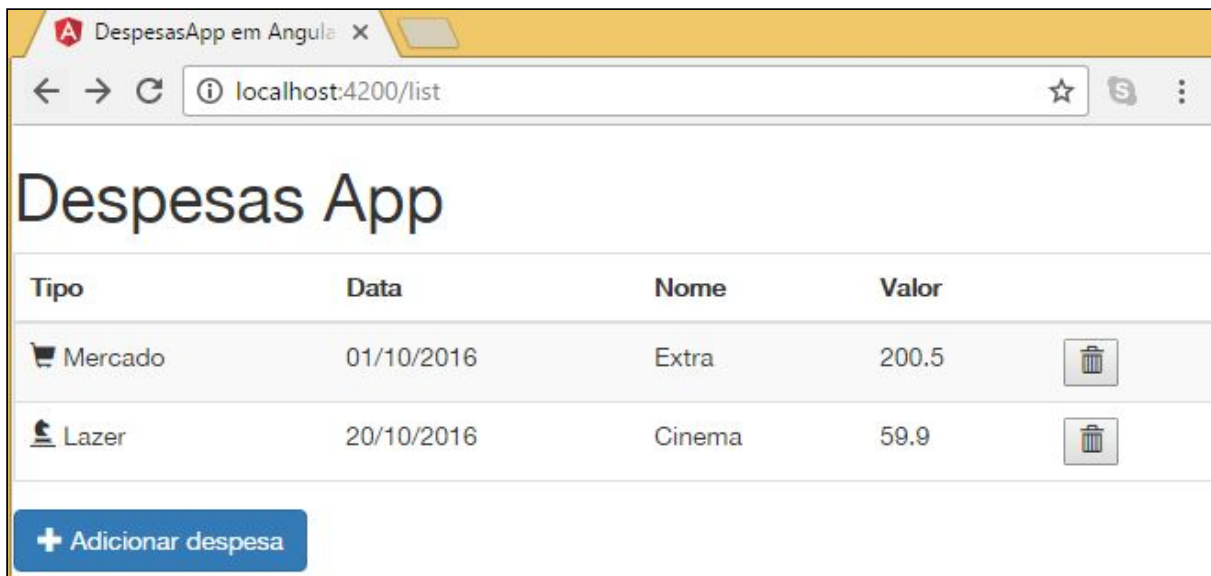 DespesasApp em Angula
localhost:4200/list
Despesas App
Tipo Data Nome Valor
Mercado 01/10/2016 Extra 200.5
Lazer 20/10/2016 Cinema 59.9
Adicionar despesa